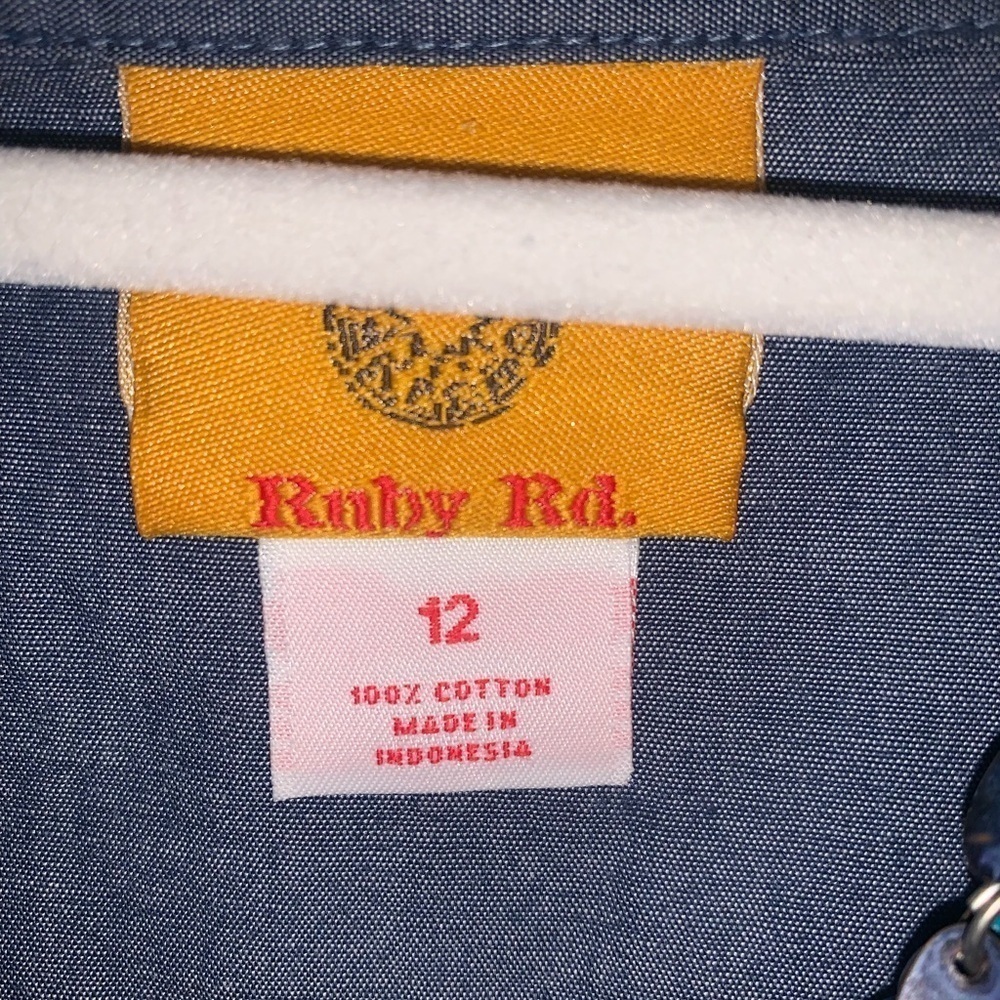 Ruby Rd.
12
100% COTTON
MADE IN
INDONESIA